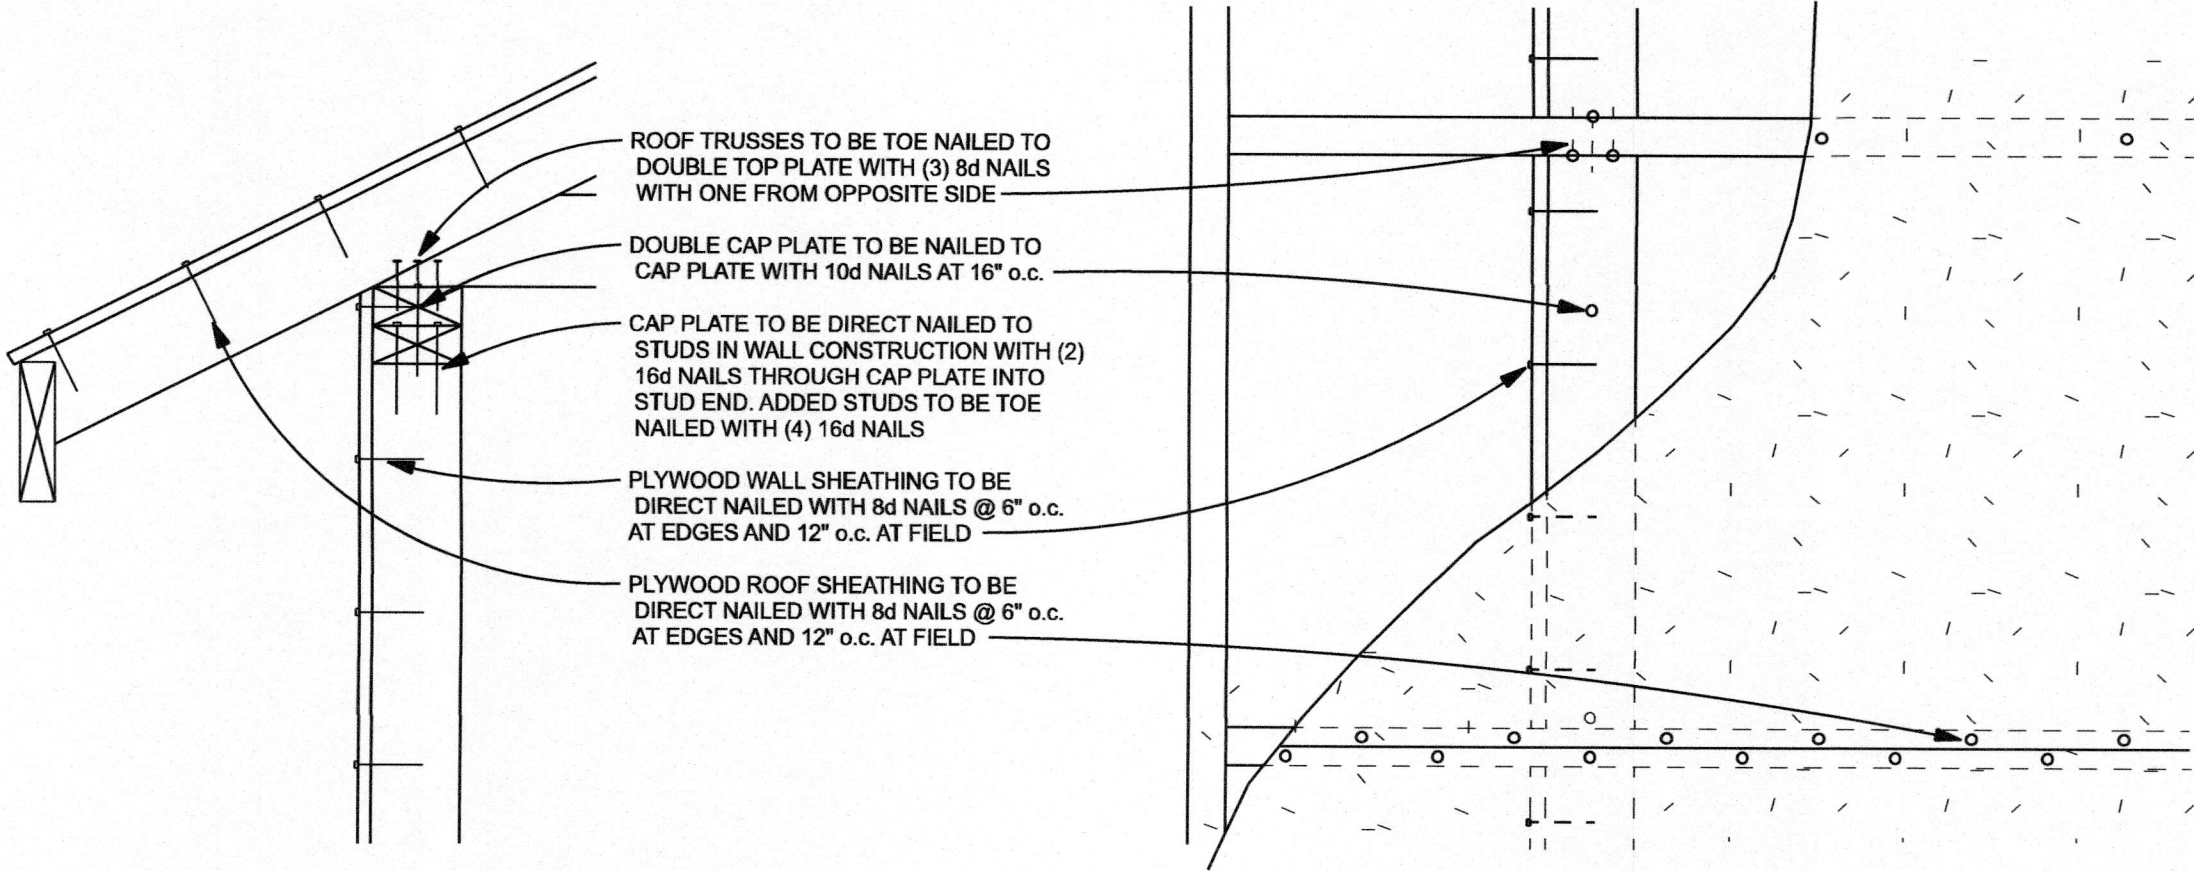 ROOF TRUSSES TO BE TOE NAILED TO
DOUBLE TOP PLATE WITH (3) 8d NAILS
WITH ONE FROM OPPOSITE SIDE
DOUBLE CAP PLATE TO BE NAILED TO
CAP PLATE WITH 10d NAILS AT 16" o.c.
CAP PLATE TO BE DIRECT NAILED TO
STUDS IN WALL CONSTRUCTION WITH (2)
16d NAILS THROUGH CAP PLATE INTO
STUD END. ADDED STUDS TO BE TOE
NAILED WITH (4) 16d NAILS
PLYWOOD WALL SHEATHING TO BE
DIRECT NAILED WITH 8d NAILS @ 6" o.c.
AT EDGES AND 12" o.c. AT FIELD
PLYWOOD ROOF SHEATHING TO BE
DIRECT NAILED WITH 8d NAILS @ 6" o.c.
AT EDGES AND 12" o.c. AT FIELD